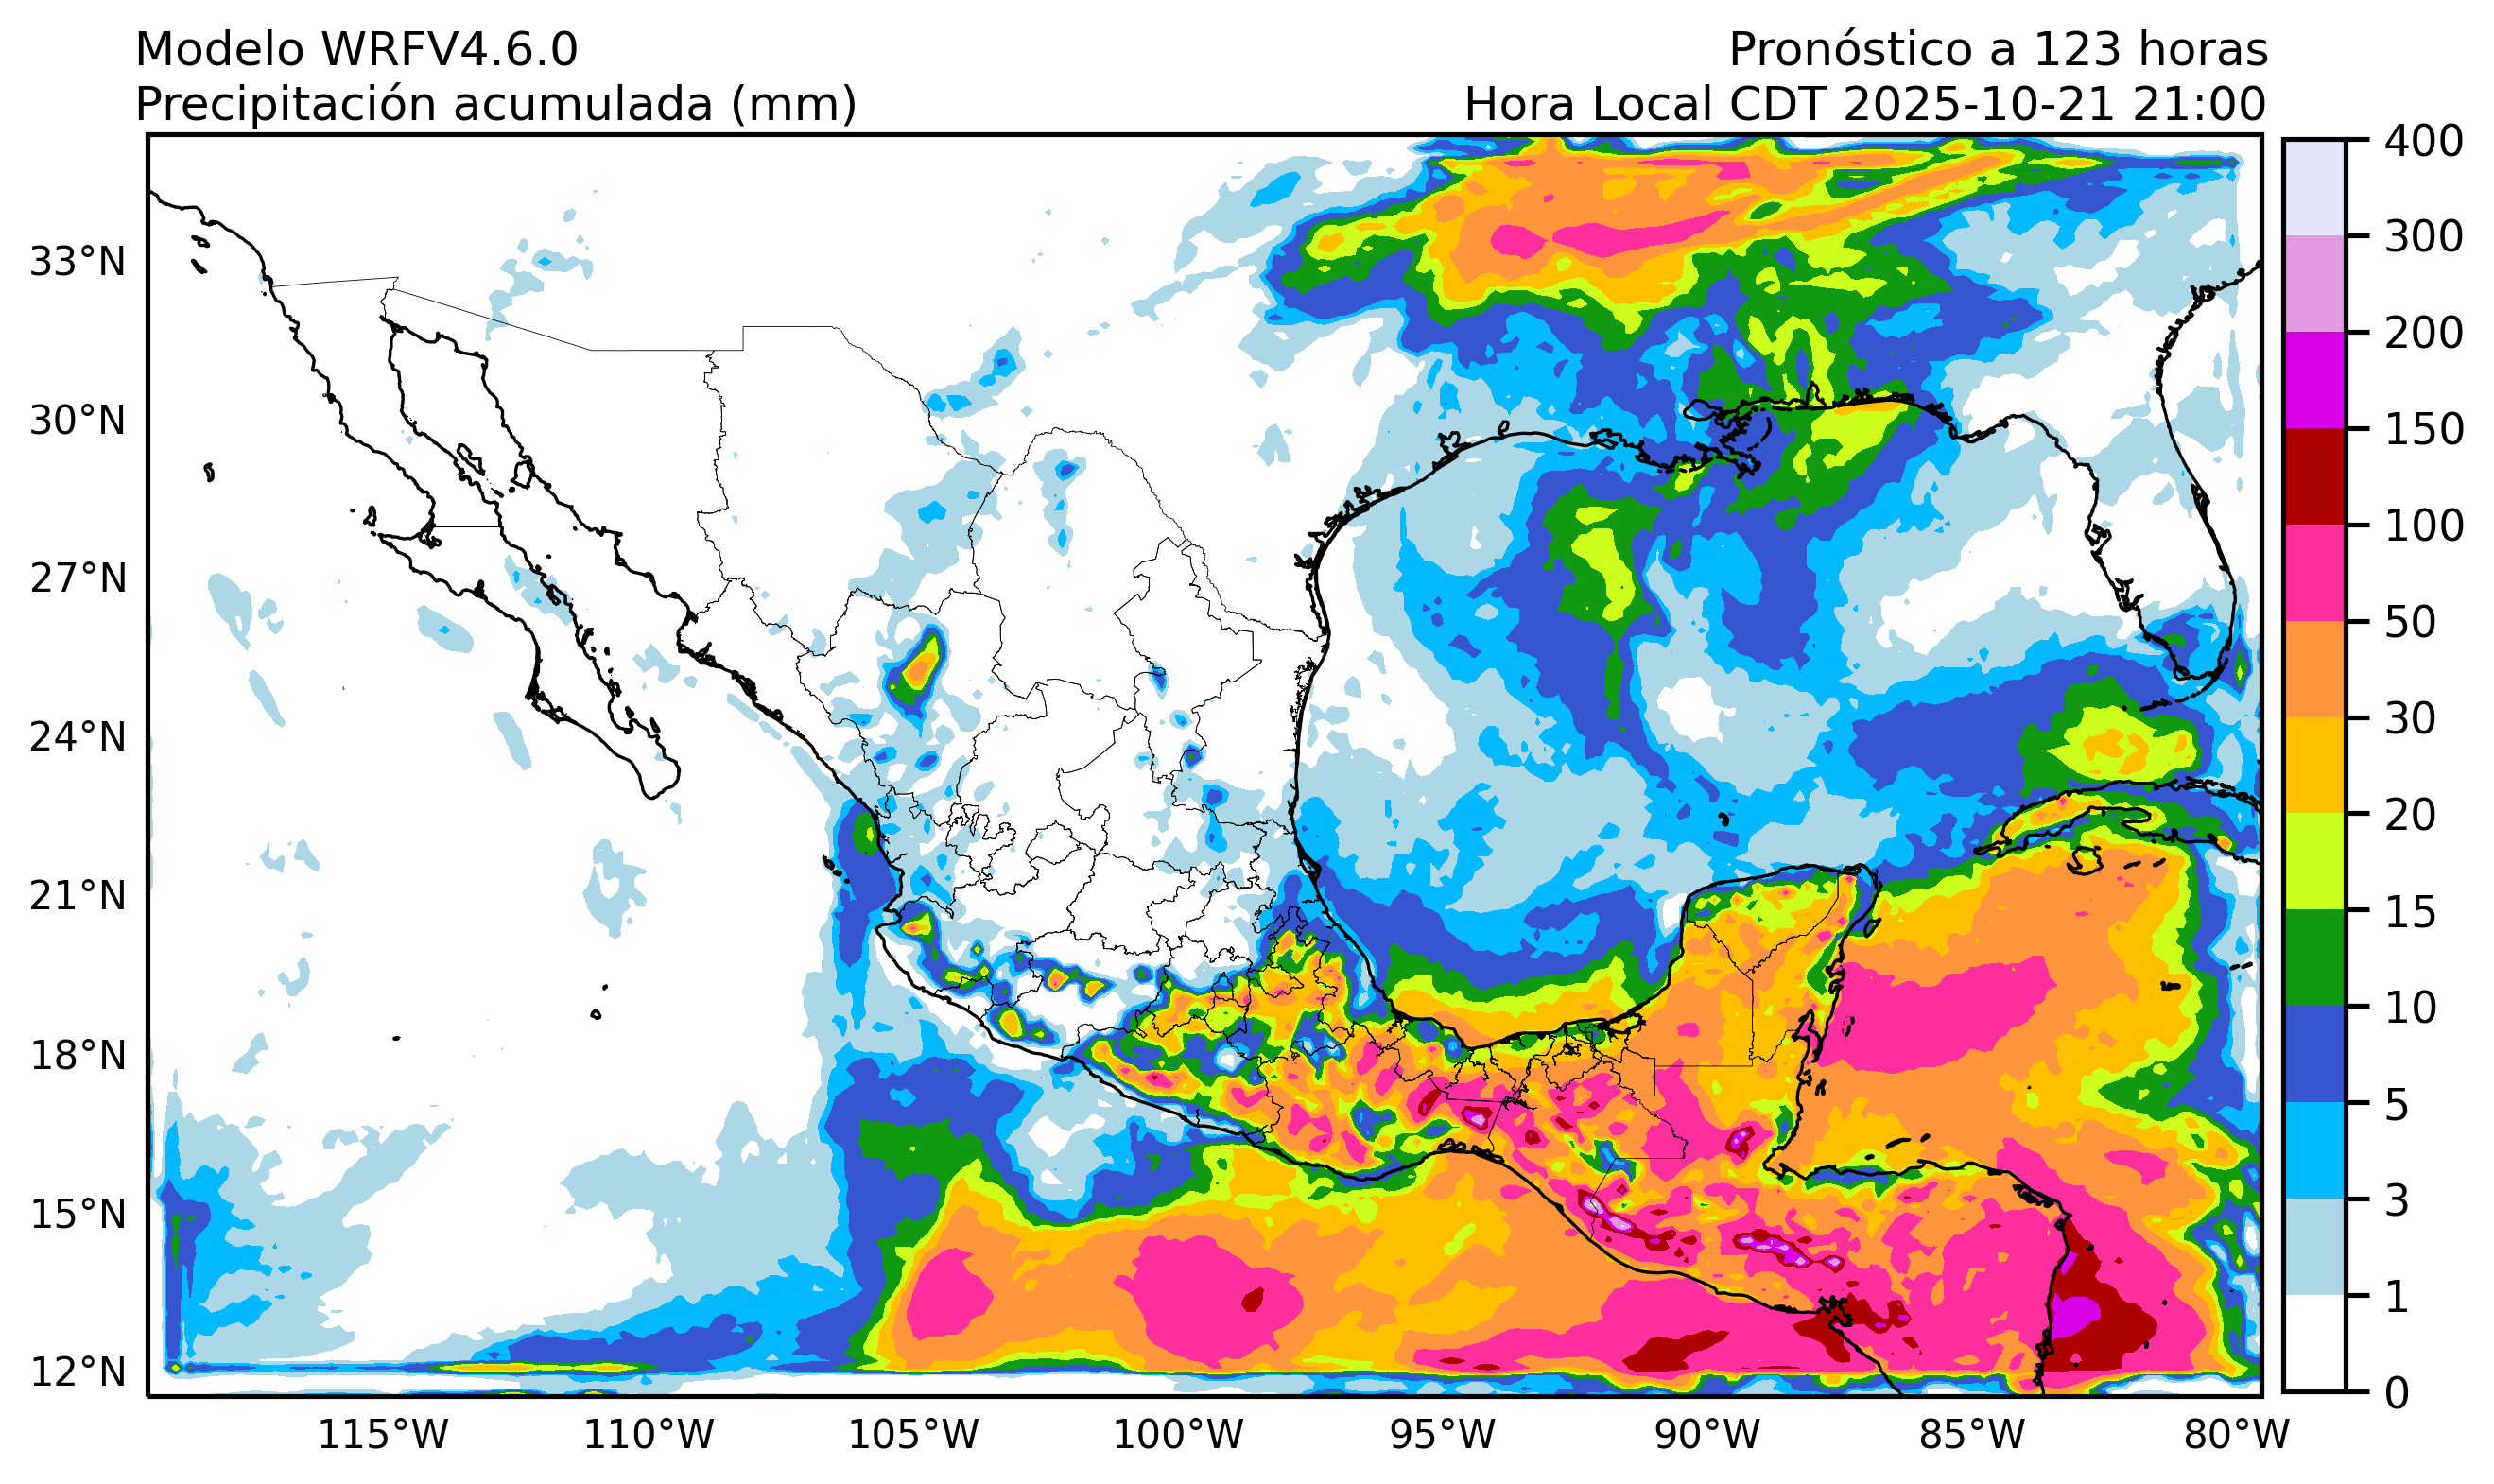 Modelo WRFV4.6.0
Pronóstico a 123 horas
Precipitación acumulada (mm)
Hora Local CDT 2025-10-21 21:00
33°N
30°N
27°N
24°N
21°N
18°N
15°N
12°N
115°W
110°W
105°W
100°W
95°W
90°W
85°W
80°W
400
300
200
150
100
50
30
20
15
10
5
3
1
0